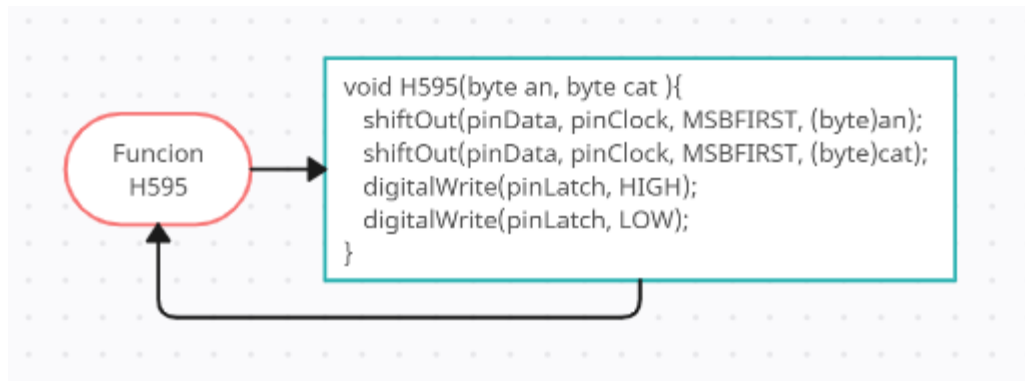 Funcion
H595
void H595(byte an, byte cat ){
shiftOut(pinData, pinClock, MSBFIRST, (byte)an);
shiftOut(pinData, pinClock, MSBFIRST, (byte)cat);
digitalWrite(pinLatch, HIGH);
digitalWrite(pinLatch, LOW);
}